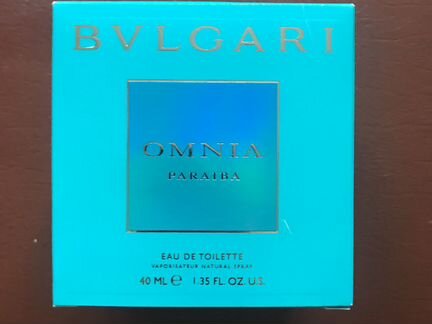 BVLGARI
OMNIA
PARAIBA
EAU DE TOILETTE
VAPORISATEUR NATURAL SPRAY
40 ML ℮ 1.35 FL. OZ. U.S.